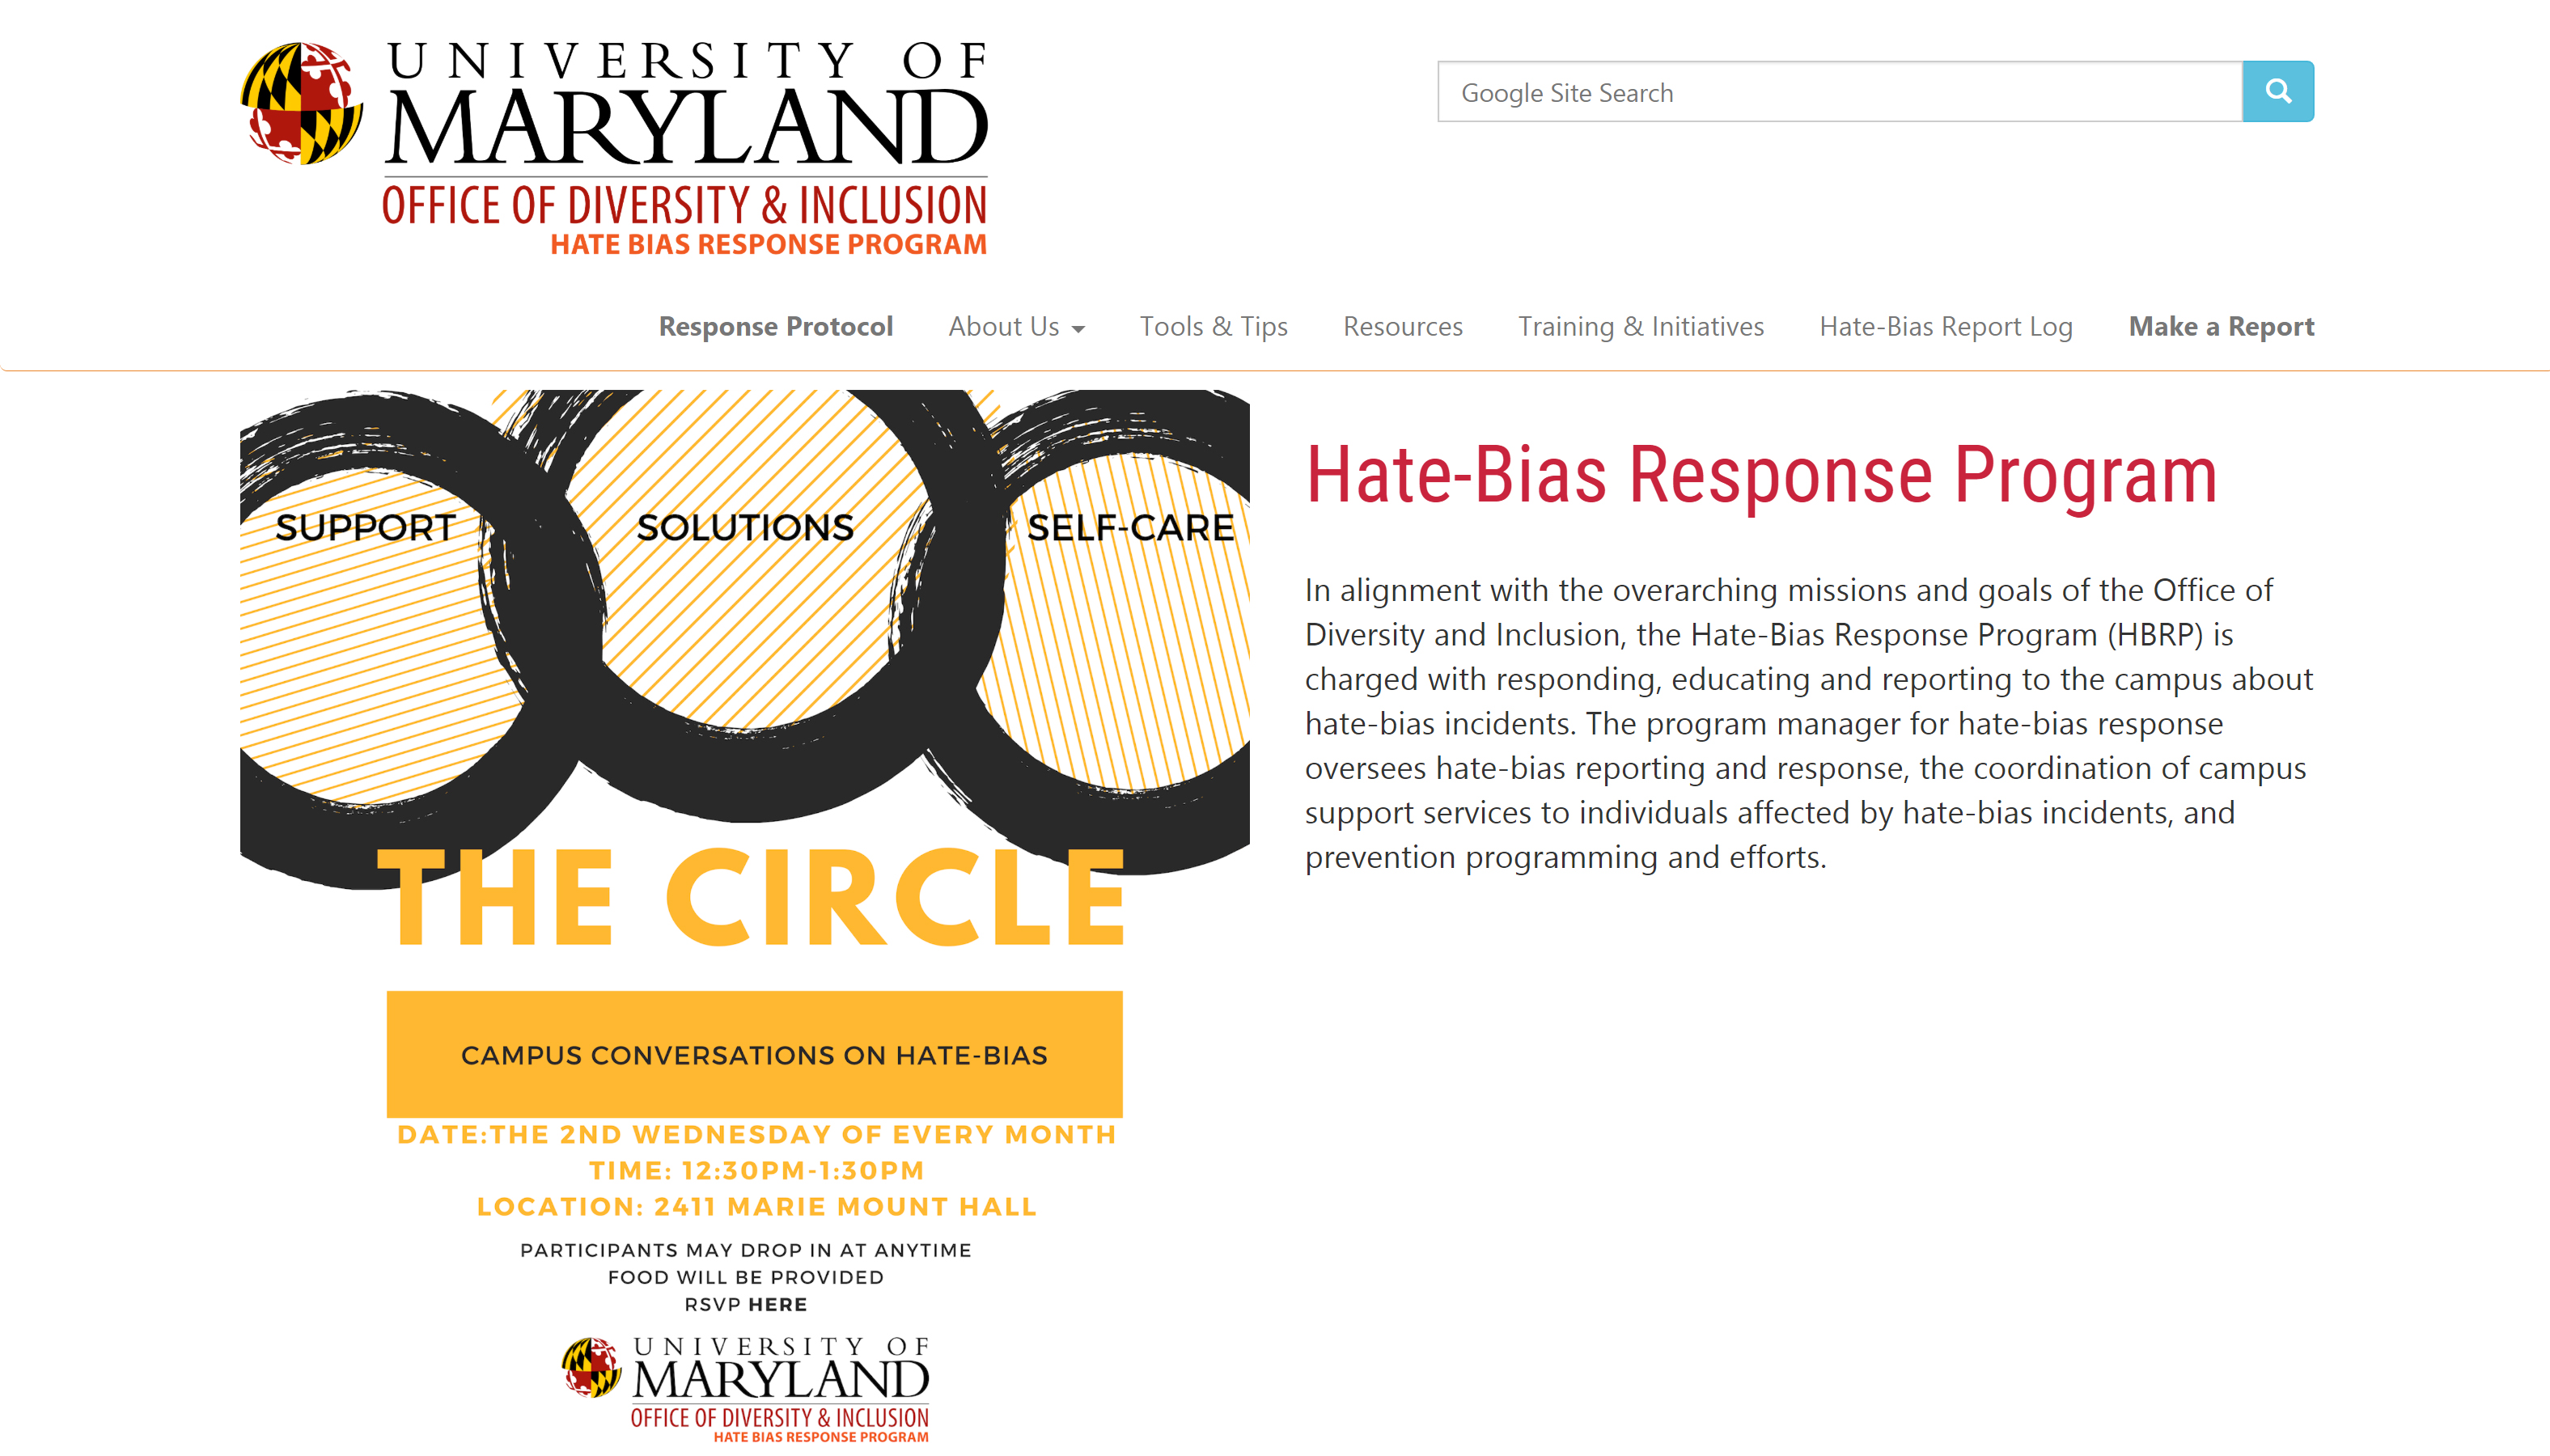 UNIVERSITY OF
MARYLAND
OFFICE OF DIVERSITY & INCLUSION
HATE BIAS RESPONSE PROGRAM
Google Site Search
Response Protocol About Us Tools & Tips Resources Training & Initiatives Hate-Bias Report Log Make a Report
SUPPORT SOLUTIONS SELF-CARE
THE CIRCLE
CAMPUS CONVERSATIONS ON HATE-BIAS
DATE:THE 2ND WEDNESDAY OF EVERY MONTH
TIME: 12:30PM-1:30PM
LOCATION: 2411 MARIE MOUNT HALL
PARTICIPANTS MAY DROP IN AT ANYTIME
FOOD WILL BE PROVIDED
RSVP HERE
UNIVERSITY OF
MARYLAND
OFFICE OF DIVERSITY & INCLUSION
HATE BIAS RESPONSE PROGRAM
Hate-Bias Response Program
In alignment with the overarching missions and goals of the Office of
Diversity and Inclusion, the Hate-Bias Response Program (HBRP) is
charged with responding, educating and reporting to the campus about
hate-bias incidents. The program manager for hate-bias response
oversees hate-bias reporting and response, the coordination of campus
support services to individuals affected by hate-bias incidents, and
prevention programming and efforts.